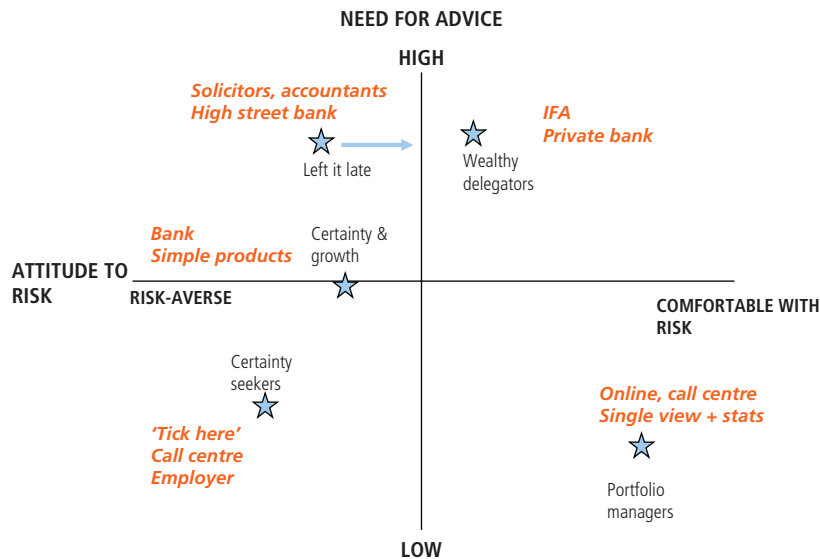 NEED FOR ADVICE
HIGH
Solicitors, accountants
High street bank
Left it late
IFA
Private bank
Wealthy
delegators
Bank
Simple products
Certainty &
growth
ATTITUDE TO
RISK
RISK-AVERSE
COMFORTABLE WITH
RISK
Certainty
seekers
'Tick here'
Call centre
Employer
Online, call centre
Single view + stats
Portfolio
managers
LOW